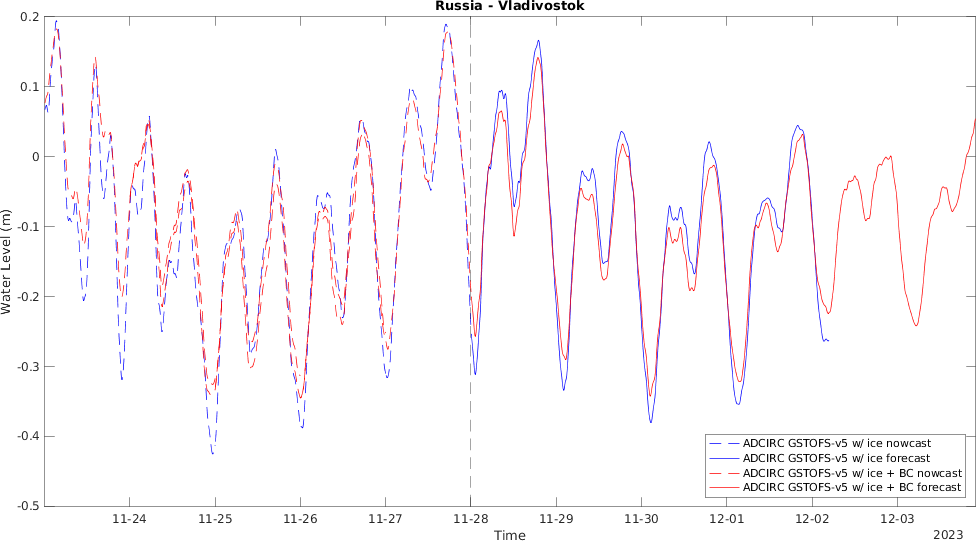 Russia - Vladivostok
0.2
0.1
0
-0.1
-0.2
-0.3
-0.4
-0.5
Water Level (m)
ADCIRC GSTOFS-v5 w/ ice nowcast
ADCIRC GSTOFS-v5 w/ ice forecast
ADCIRC GSTOFS-v5 w/ ice + BC nowcast
ADCIRC GSTOFS-v5 w/ ice + BC forecast
11-24 11-25 11-26 11-27 11-28 11-29 11-30 12-01 12-02 12-03
Time
2023